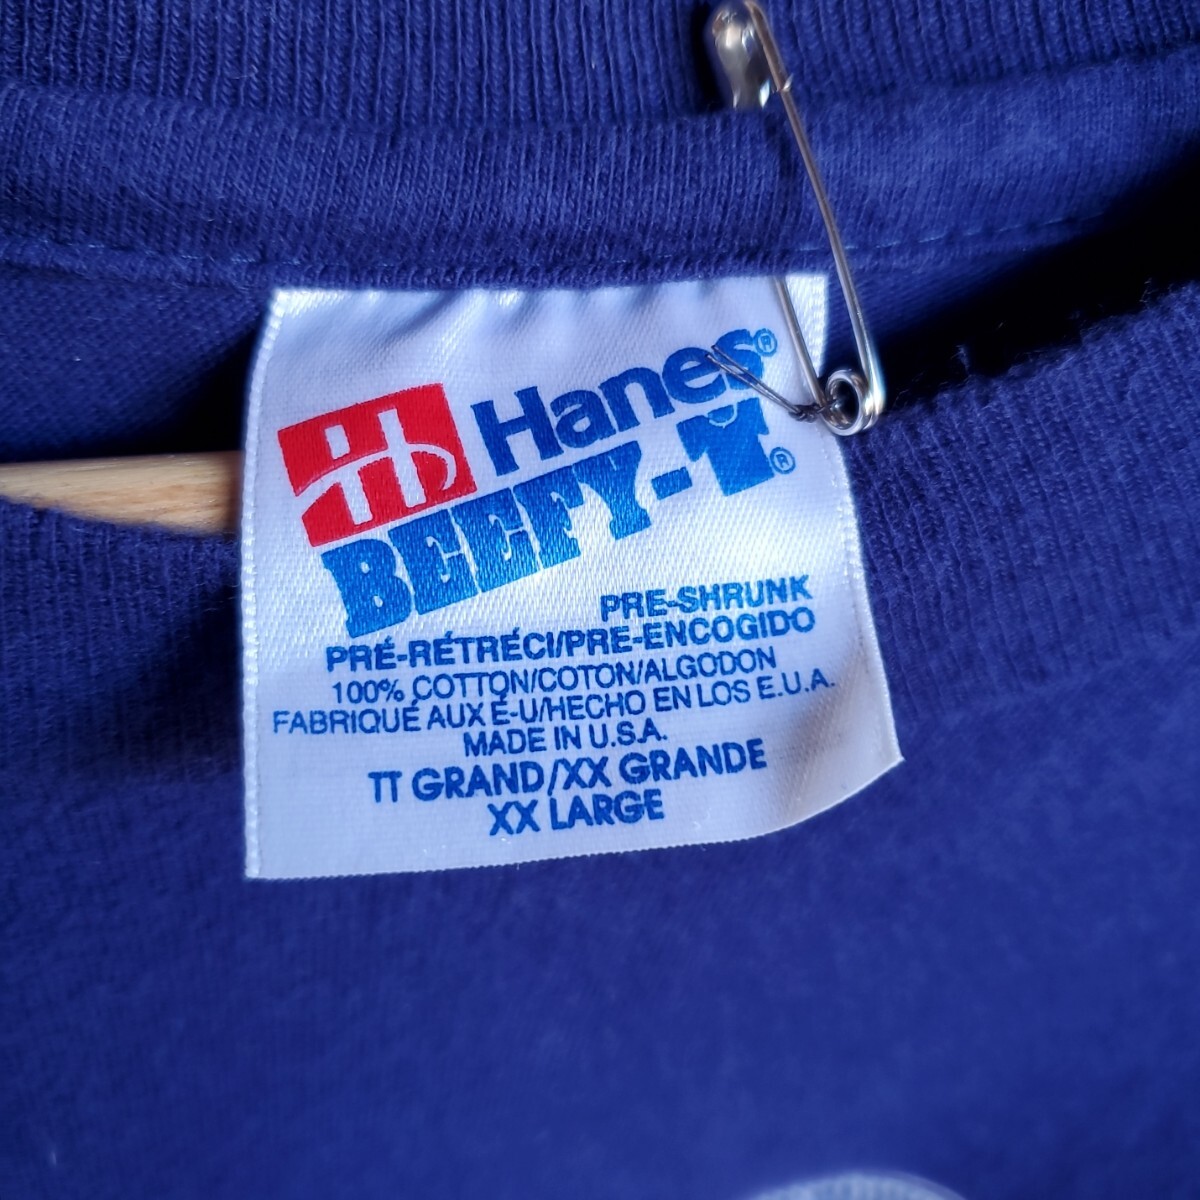 Hanes®
BEEFY-T®
PRE-SHRUNK
PRÉ-RÉTRÉCI/PRE-ENCOGIDO
100% COTTON/COTON/ALGODON
FABRIQUÉ AUX É-U/HECHO EN LOS E.U.A.
MADE IN U.S.A.
TT GRAND/XX GRANDE
XX LARGE